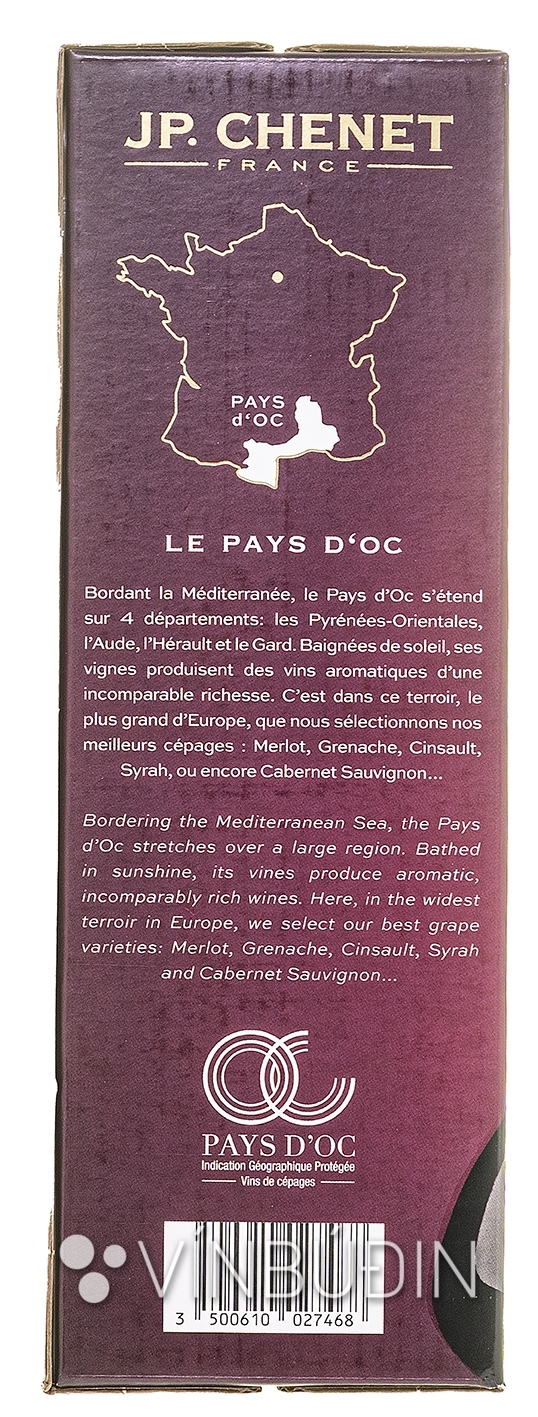 JP. CHENET
FRANCE
PAYS
d‘OC
LE PAYS D‘OC
Bordant la Méditerranée, le Pays d’Oc s’étend
sur 4 départements: les Pyrénées-Orientales,
l’Aude, l’Hérault et le Gard. Baignées de soleil, ses
vignes produisent des vins aromatiques d’une
incomparable richesse. C’est dans ce terroir, le
plus grand d’Europe, que nous sélectionnons nos
meilleurs cépages : Merlot, Grenache, Cinsault,
Syrah, ou encore Cabernet Sauvignon...
Bordering the Mediterranean Sea, the Pays
d’Oc stretches over a large region. Bathed
in sunshine, its vines produce aromatic,
incomparably rich wines. Here, in the widest
terroir in Europe, we select our best grape
varieties: Merlot, Grenache, Cinsault, Syrah
and Cabernet Sauvignon...
OC
PAYS D’OC
Indication Géographique Protégée
Vins de cépages
VÍNBÚÐIN
3 500610 027468